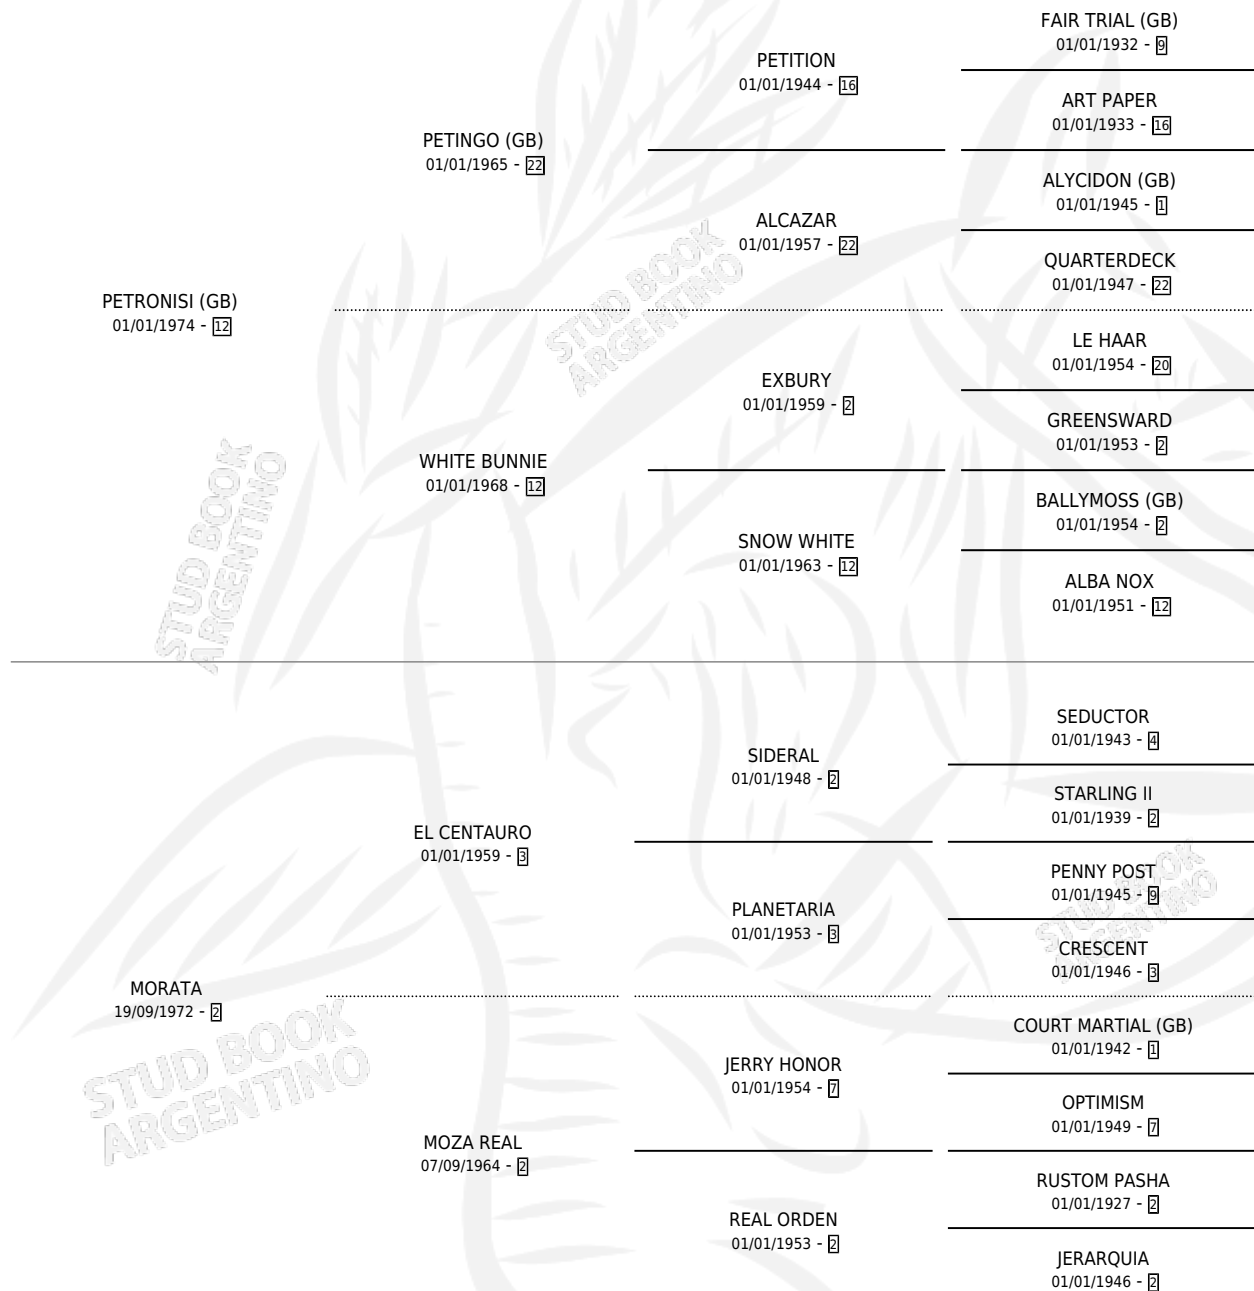 FAIR TRIAL (GB)
01/01/1932 - 9
PETITION
01/01/1944 - 16
ART PAPER
01/01/1933 - 16
PETINGO (GB)
01/01/1965 - 22
ALYCIDON (GB)
01/01/1945 - 1
ALCAZAR
01/01/1957 - 22
QUARTERDECK
01/01/1947 - 22
PETRONISI (GB)
01/01/1974 - 12
LE HAAR
01/01/1954 - 20
EXBURY
01/01/1959 - 2
GREENSWARD
01/01/1953 - 2
WHITE BUNNIE
01/01/1968 - 12
BALLYMOSS (GB)
01/01/1954 - 2
SNOW WHITE
01/01/1963 - 12
ALBA NOX
01/01/1951 - 12
SEDUCTOR
01/01/1943 - 4
SIDERAL
01/01/1948 - 2
STARLING II
01/01/1939 - 2
EL CENTAURO
01/01/1959 - 3
PENNY POST
01/01/1945 - 9
PLANETARIA
01/01/1953 - 3
CRESCENT
01/01/1946 - 3
MORATA
19/09/1972 - 2
COURT MARTIAL (GB)
01/01/1942 - 1
JERRY HONOR
01/01/1954 - 7
OPTIMISM
01/01/1949 - 7
MOZA REAL
07/09/1964 - 2
RUSTOM PASHA
01/01/1927 - 2
REAL ORDEN
01/01/1953 - 2
JERARQUIA
01/01/1946 - 2
STUD BOOK
ARGENTINO
STUD BOOK
ARGENTINO
STUD BOOK
ARGENTINO
STUD BOOK
ARGENTINO